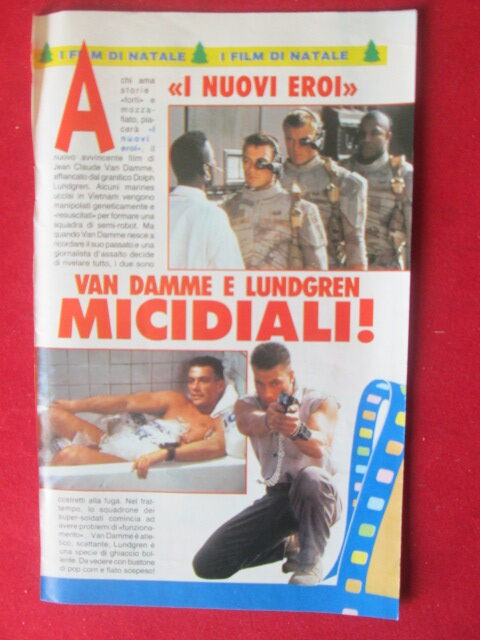 I FILM DI NATALE I FILM DI NATALE
«I NUOVI EROI»
A chi ama
storie
«forti» e
mozza-
fiato, pia-
cerà «I
nuovi
eroi», il
nuovo avvincente film di
Jean Claude Van Damme,
affiancato dal granitico Dolph
Lundgren. Alcuni marines
uccisi in Vietnam vengono
manipolati geneticamente e
«resuscitati» per formare una
squadra di semi-robot. Ma
quando Van Damme riesce a
ricordare il suo passato e una
giornalista d'assalto decide
di rivelare tutto, i due sono
VAN DAMME E LUNDGREN
MICIDIALI!
costretti alla fuga. Nel frat-
tempo, lo squadrone dei
super-soldati comincia ad
avere problemi di «funziona-
mento»... Van Damme è atle-
tico, scattante; Lundgren è
una specie di ghiaccio bol-
lente. Da vedere con bustone
di pop corn e fiato sospeso!